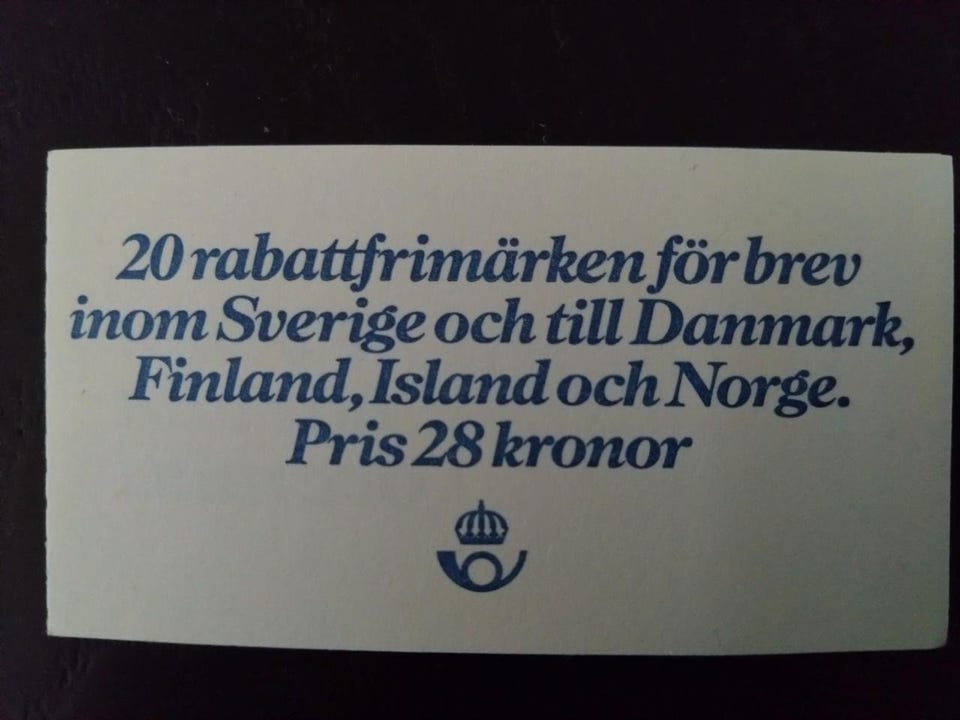 20 rabattfrimärken för brev
inom Sverige och till Danmark,
Finland, Island och Norge.
Pris 28 kronor